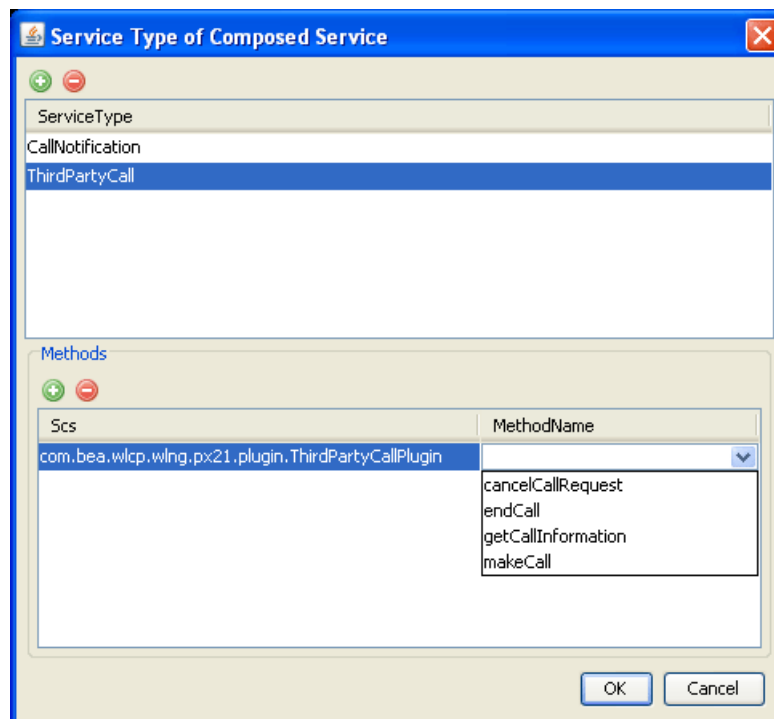 Service Type of Composed Service
ServiceType
CallNotification
ThirdPartyCall
Methods
Scs MethodName
com.bea.wlcp.wlng.px21.plugin.ThirdPartyCallPlugin
cancelCallRequest
endCall
getCallInformation
makeCall
OK Cancel